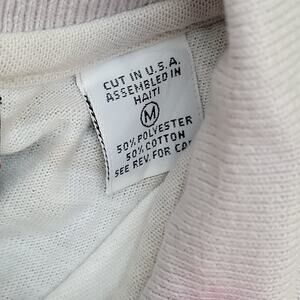 CUT IN U.S.A.
ASSEMBLED IN
HAITI
M
50% POLYESTER
50% COTTON
SEE REV. FOR